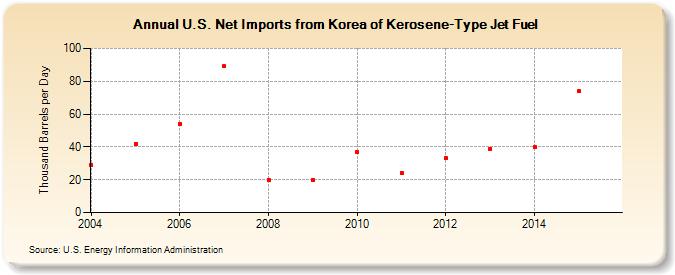 Annual U.S. Net Imports from Korea of Kerosene-Type Jet Fuel
Thousand Barrels per Day
100
80
60
40
20
0
2004 2006 2008 2010 2012 2014
Source: U.S. Energy Information Administration